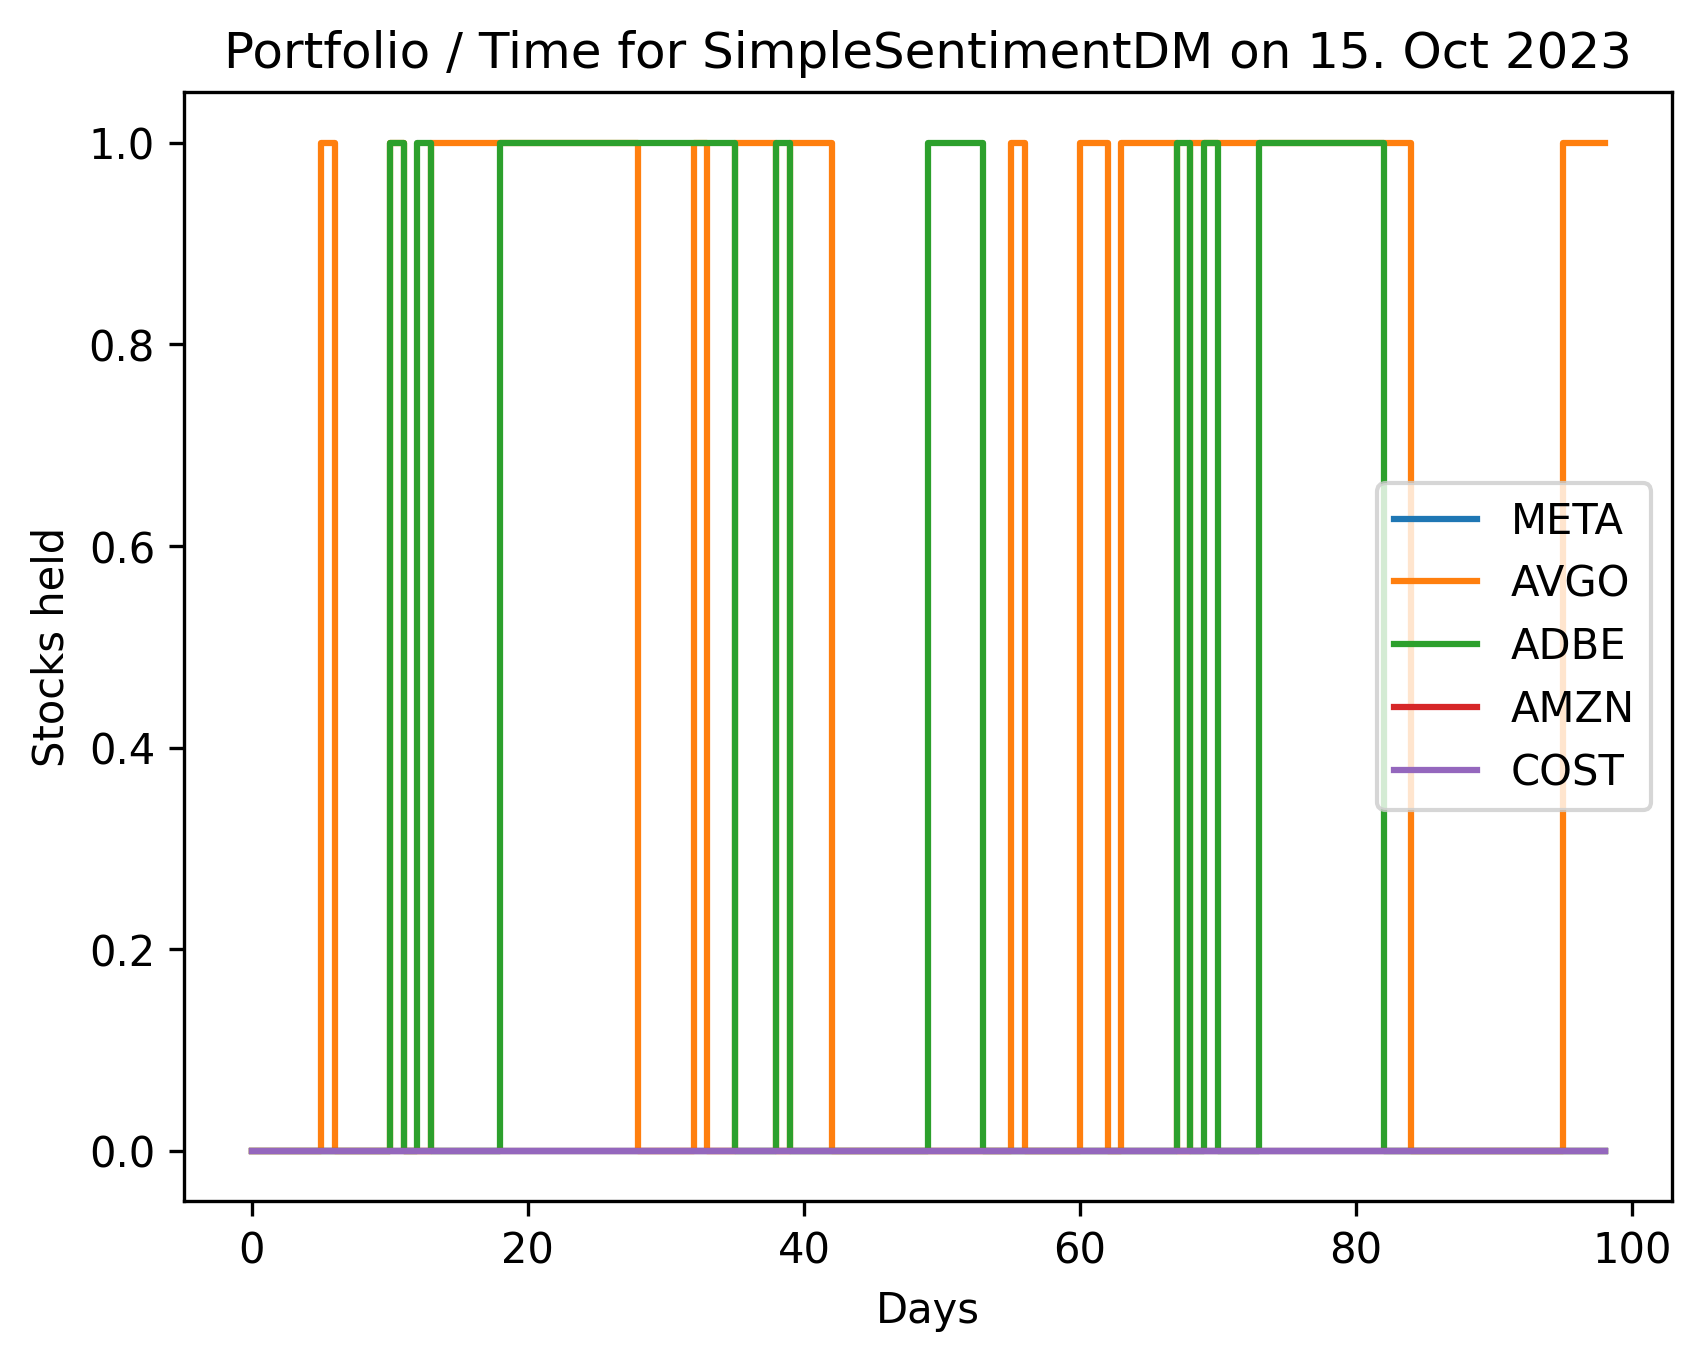 Portfolio / Time for SimpleSentimentDM on 15. Oct 2023
1.0
0.8
0.6
0.4
0.2
0.0
Stocks held
META
AVGO
ADBE
AMZN
COST
0 20 40 60 80 100
Days